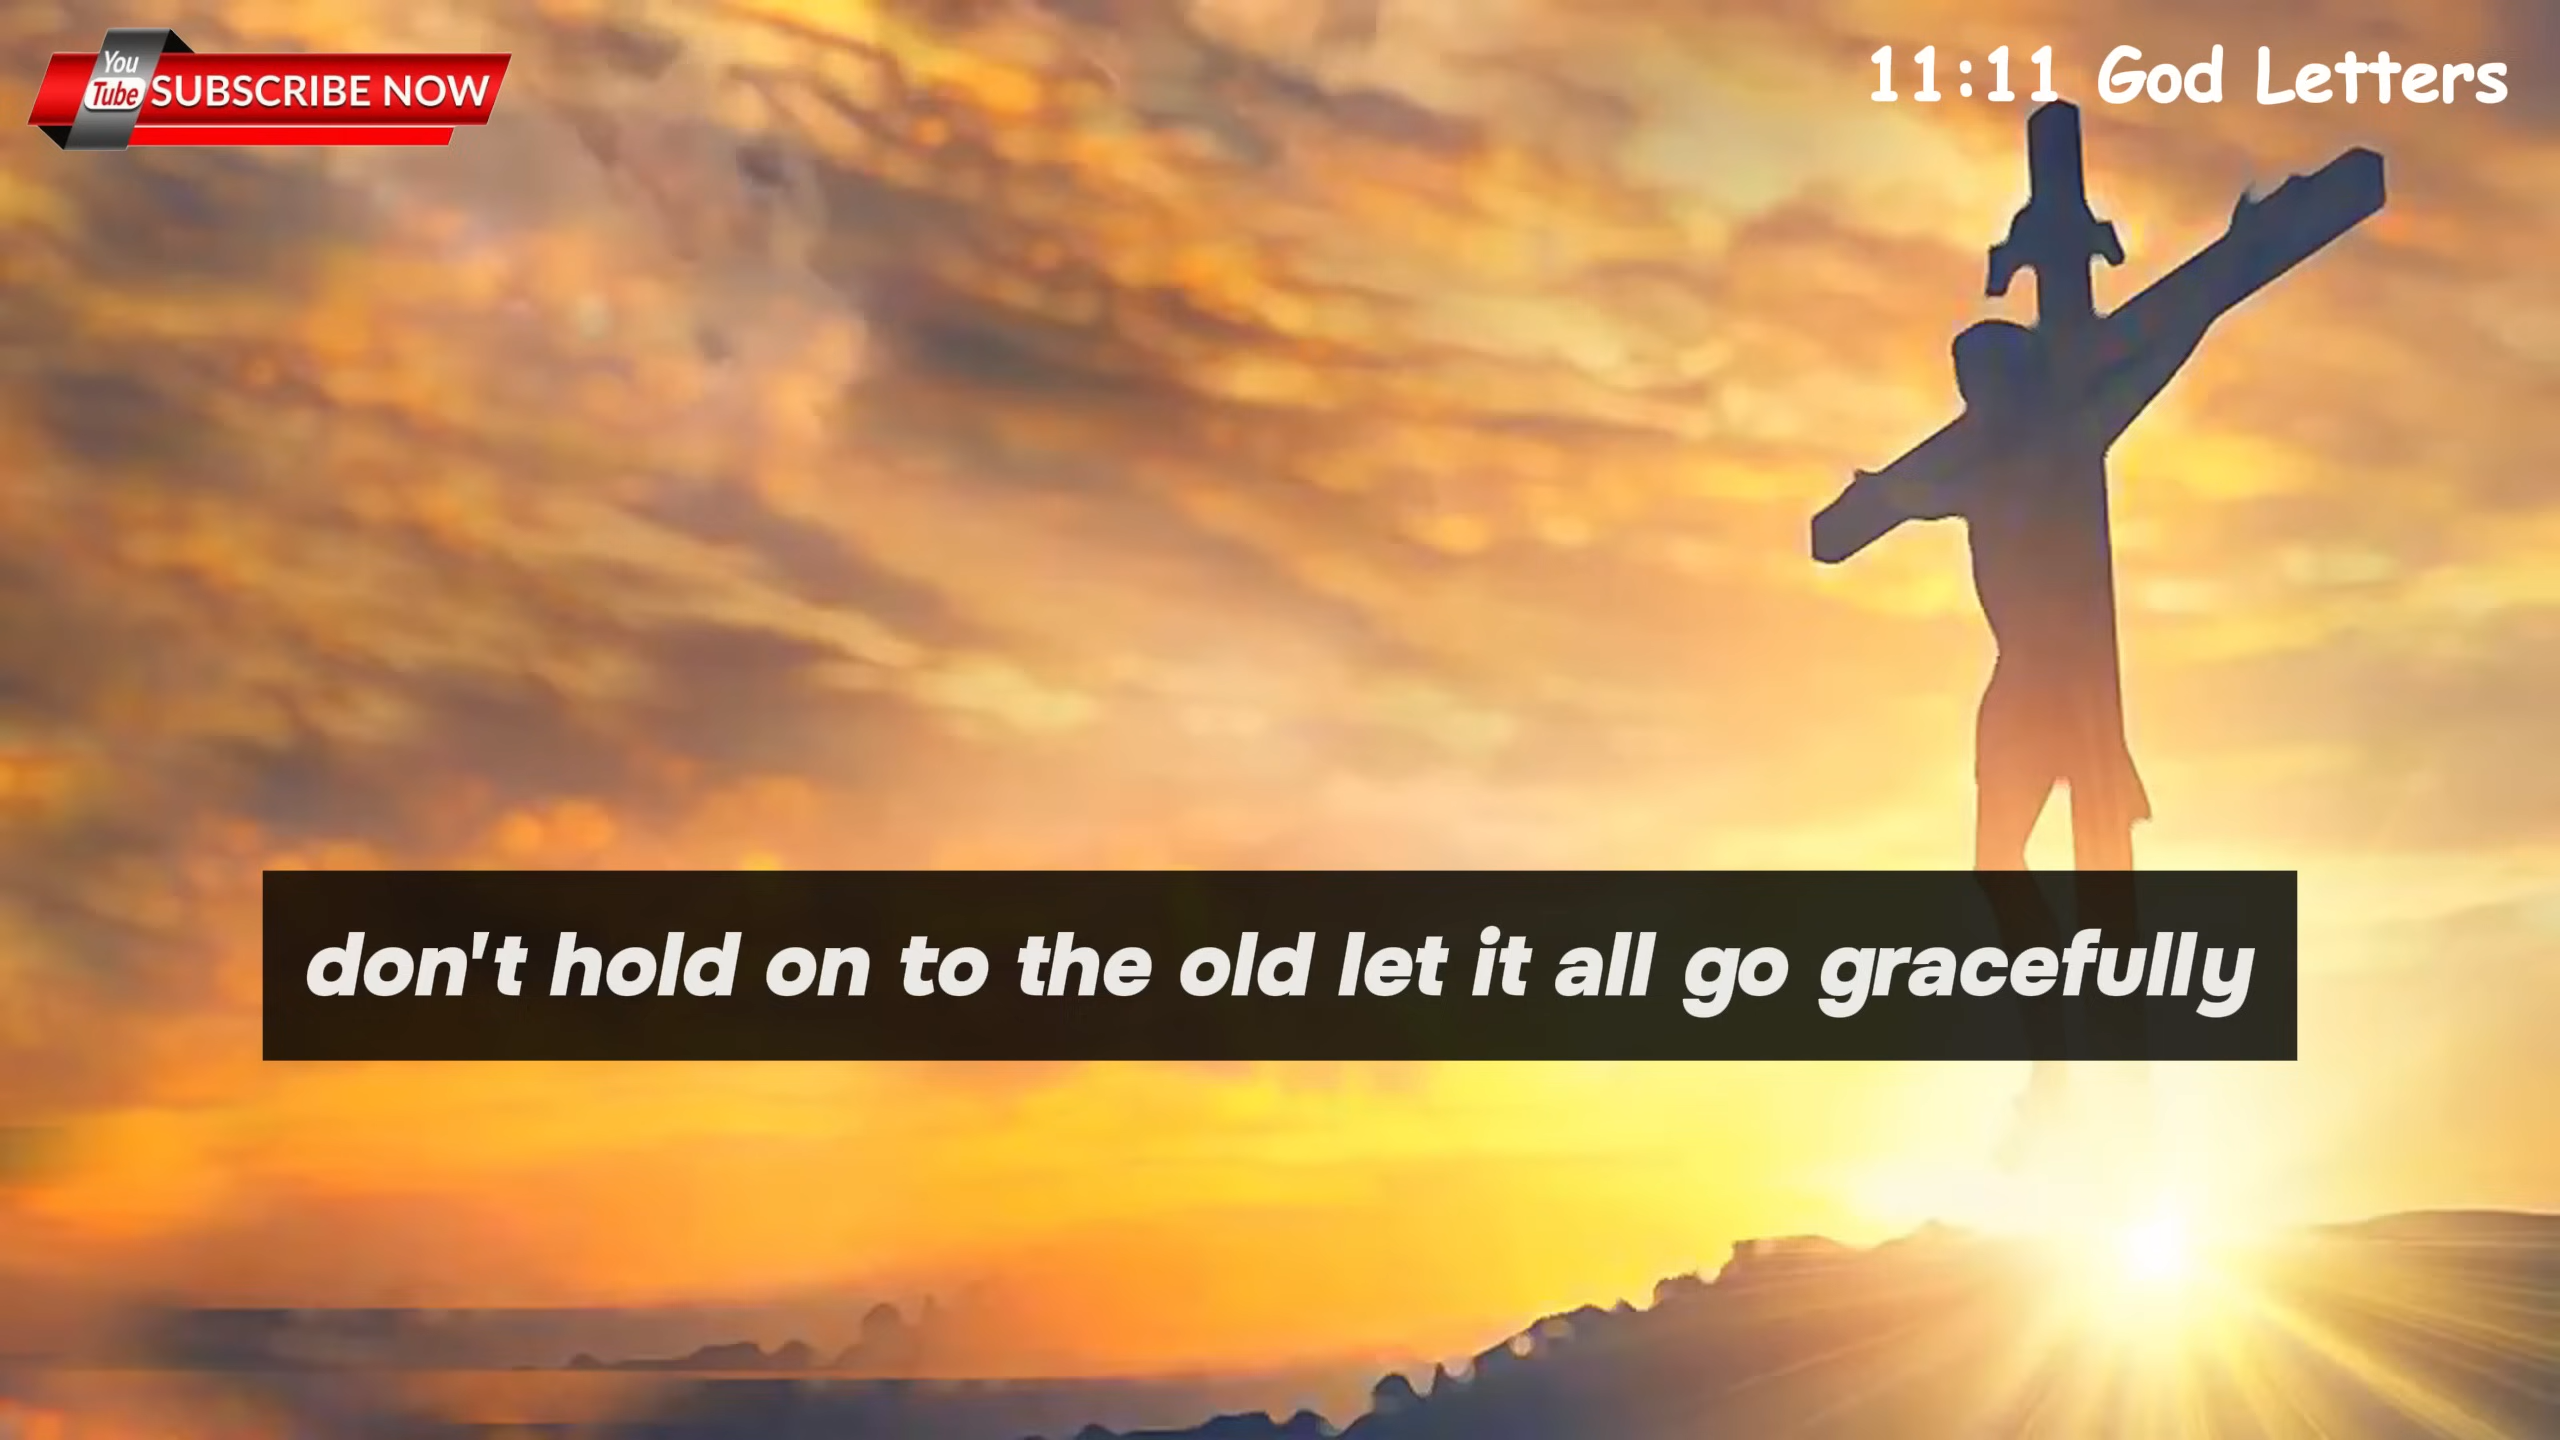 You
Tube
SUBSCRIBE NOW
11:11 God Letters
don't hold on to the old let it all go gracefully